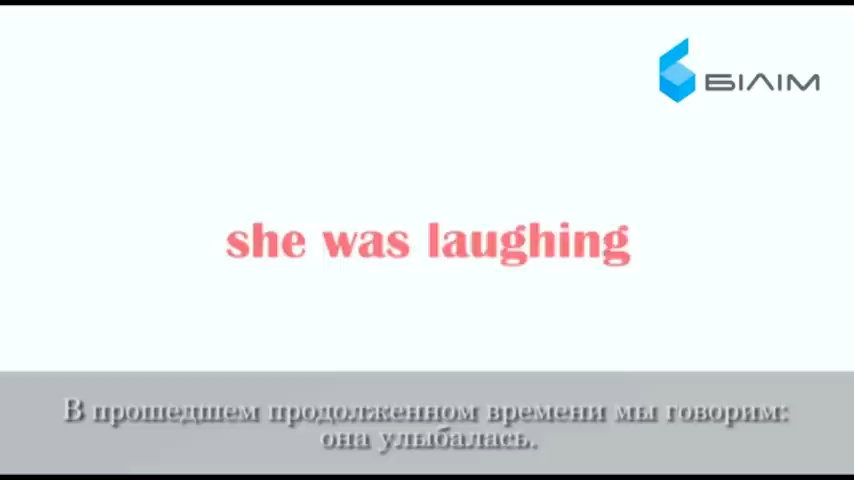 БІЛІМ
she was laughing
В прошедшем продолженном времени мы говорим:
она улыбалась.